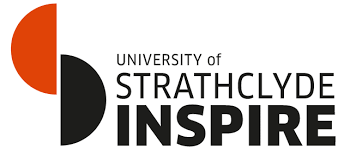 UNIVERSITY of
STRATHCLYDE
INSPIRE